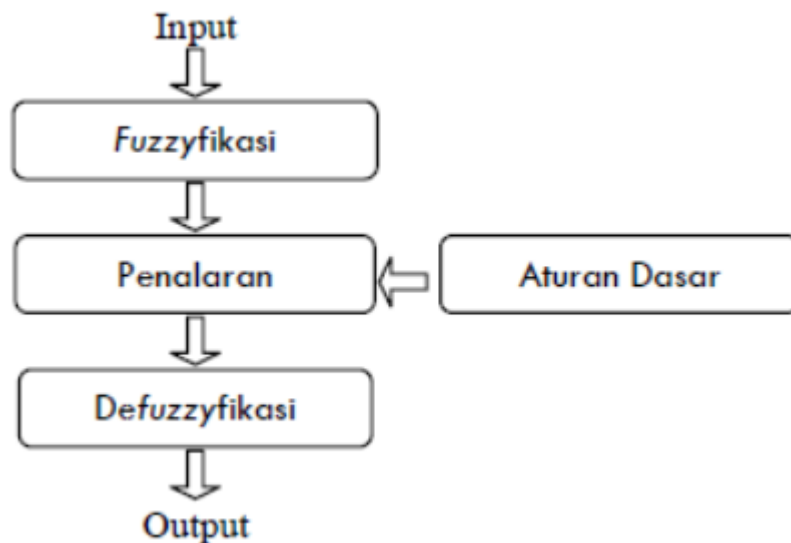 Input
Fuzzyfikasi
Penalaran
Aturan Dasar
Defuzzyfikasi
Output